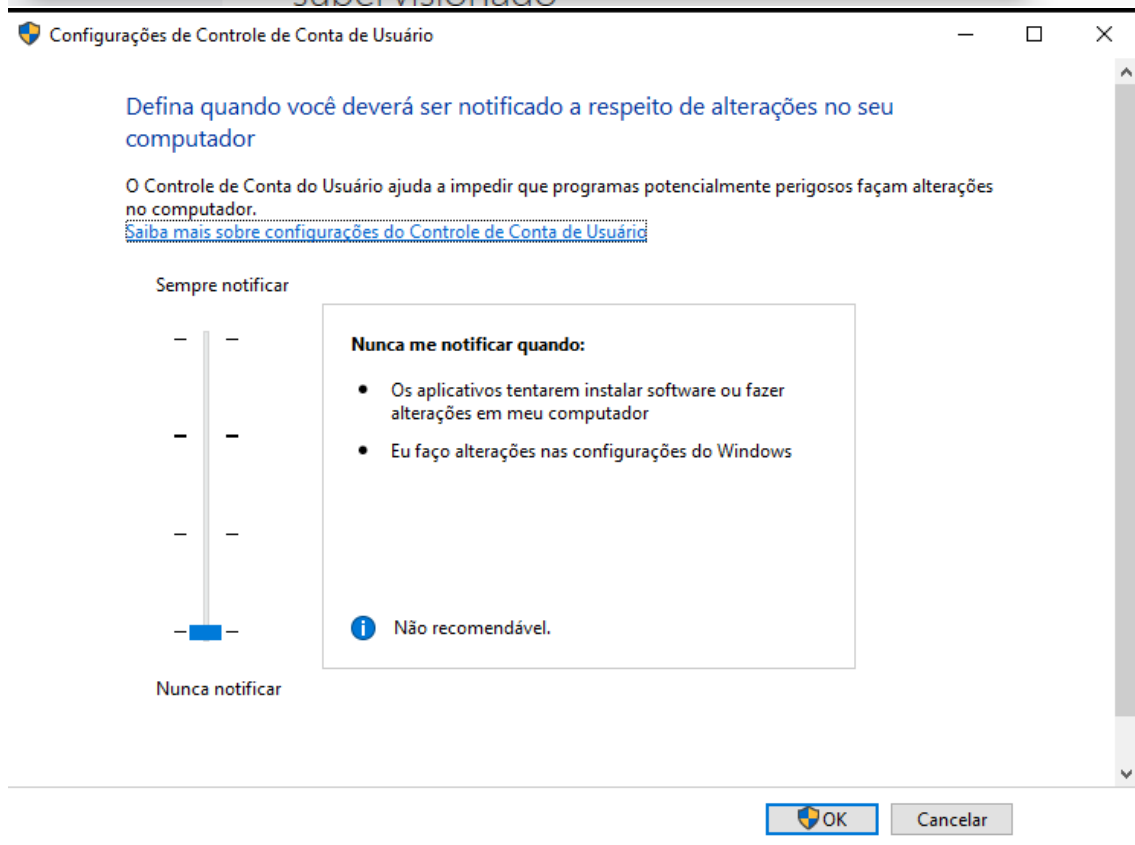 supervisionado
Configurações de Controle de Conta de Usuário
Defina quando você deverá ser notificado a respeito de alterações no seu
computador
O Controle de Conta do Usuário ajuda a impedir que programas potencialmente perigosos façam alterações
no computador.
Saiba mais sobre configurações do Controle de Conta de Usuário
Sempre notificar
Nunca me notificar quando:
• Os aplicativos tentarem instalar software ou fazer
alterações em meu computador
• Eu faço alterações nas configurações do Windows
Não recomendável.
Nunca notificar
OK
Cancelar